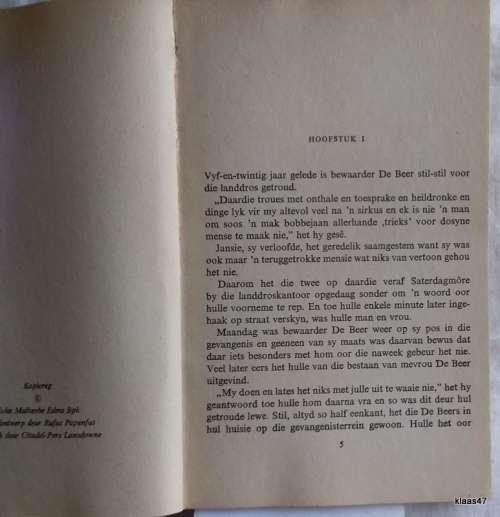 HOOFSTUK I
Vyf-en-twintig jaar gelede is bewaarder De Beer stil-stil voor
die landdros getroud.
„Daardie troues met onthale en toesprake en heildronke en
dinge lyk vir my altevol veel na 'n sirkus en ek is nie 'n man
om soos 'n mak bobbejaan allerhande ,trieks' voor dosyne
mense te maak nie,” het hy gesê.
Jansie, sy verloofde, het geredelik saamgestem want sy was
ook maar 'n teruggetrokke mensie wat niks van vertoon gehou
het nie.
Daarom het die twee op daardie veraf Saterdagmôre
by die landdroskantoor opgedaag sonder om 'n woord oor
hulle voorneme te rep. En toe hulle enkele minute later inge-
haak op straat verskyn, was hulle man en vrou.
Maandag was bewaarder De Beer weer op sy pos in die
gevangenis en geeneen van sy maats was daarvan bewus dat
daar iets besonders met hom oor die naweek gebeur het nie.
Veel later eers het hulle van die bestaan van mevrou De Beer
uitgevind.
„My doen en lates het niks met julle uit te waaie nie,” het hy
geantwoord toe hulle hom daarna vra en so was dit deur hul
getroude lewe. Stil, altyd so half eenkant, het die De Beers in
hul huisie op die gevangenisterrein gewoon. Hulle het oor
5
Kopiereg
©
Malherbe Edms Bpk
ontwerp deur Rufus Papenfus
deur Citadel-Pers Lansdowne
klaas47